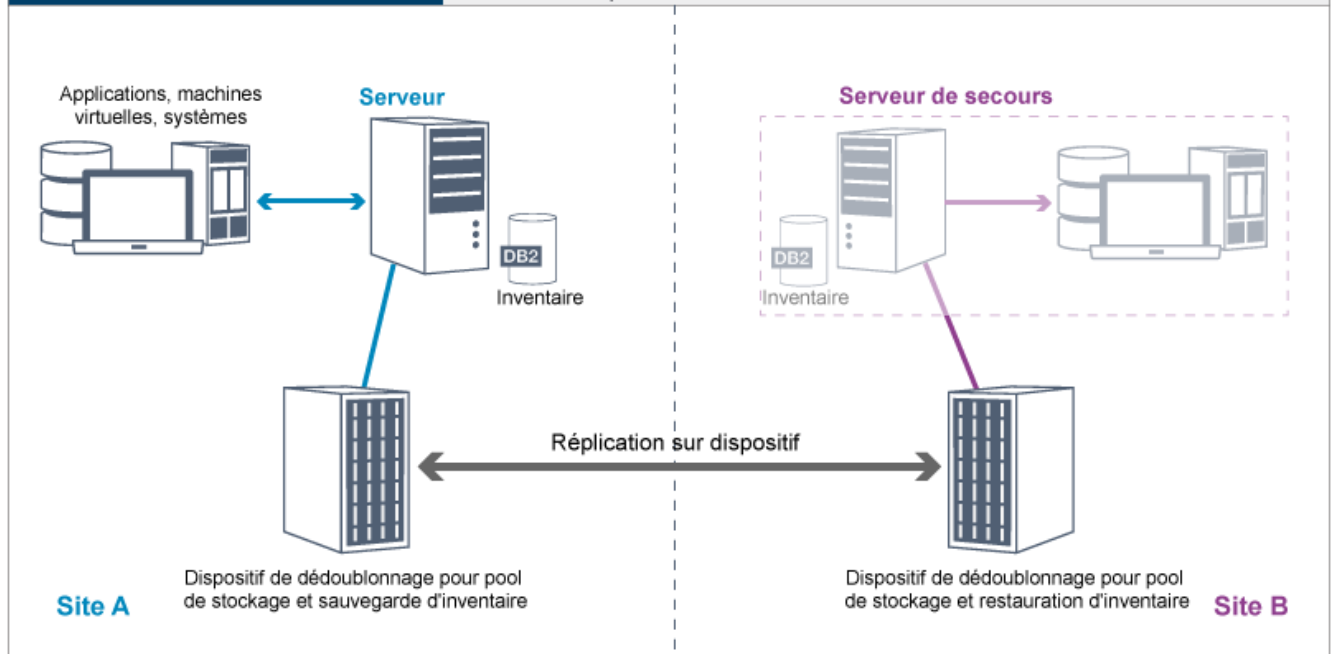 Applications, machines
virtuelles, systèmes
Serveur
DB2
Inventaire
Serveur de secours
DB2
Inventaire
Réplication sur dispositif
Dispositif de dédoublonnage pour pool
de stockage et sauvegarde d'inventaire
Site A
Dispositif de dédoublonnage pour pool
de stockage et restauration d'inventaire
Site B